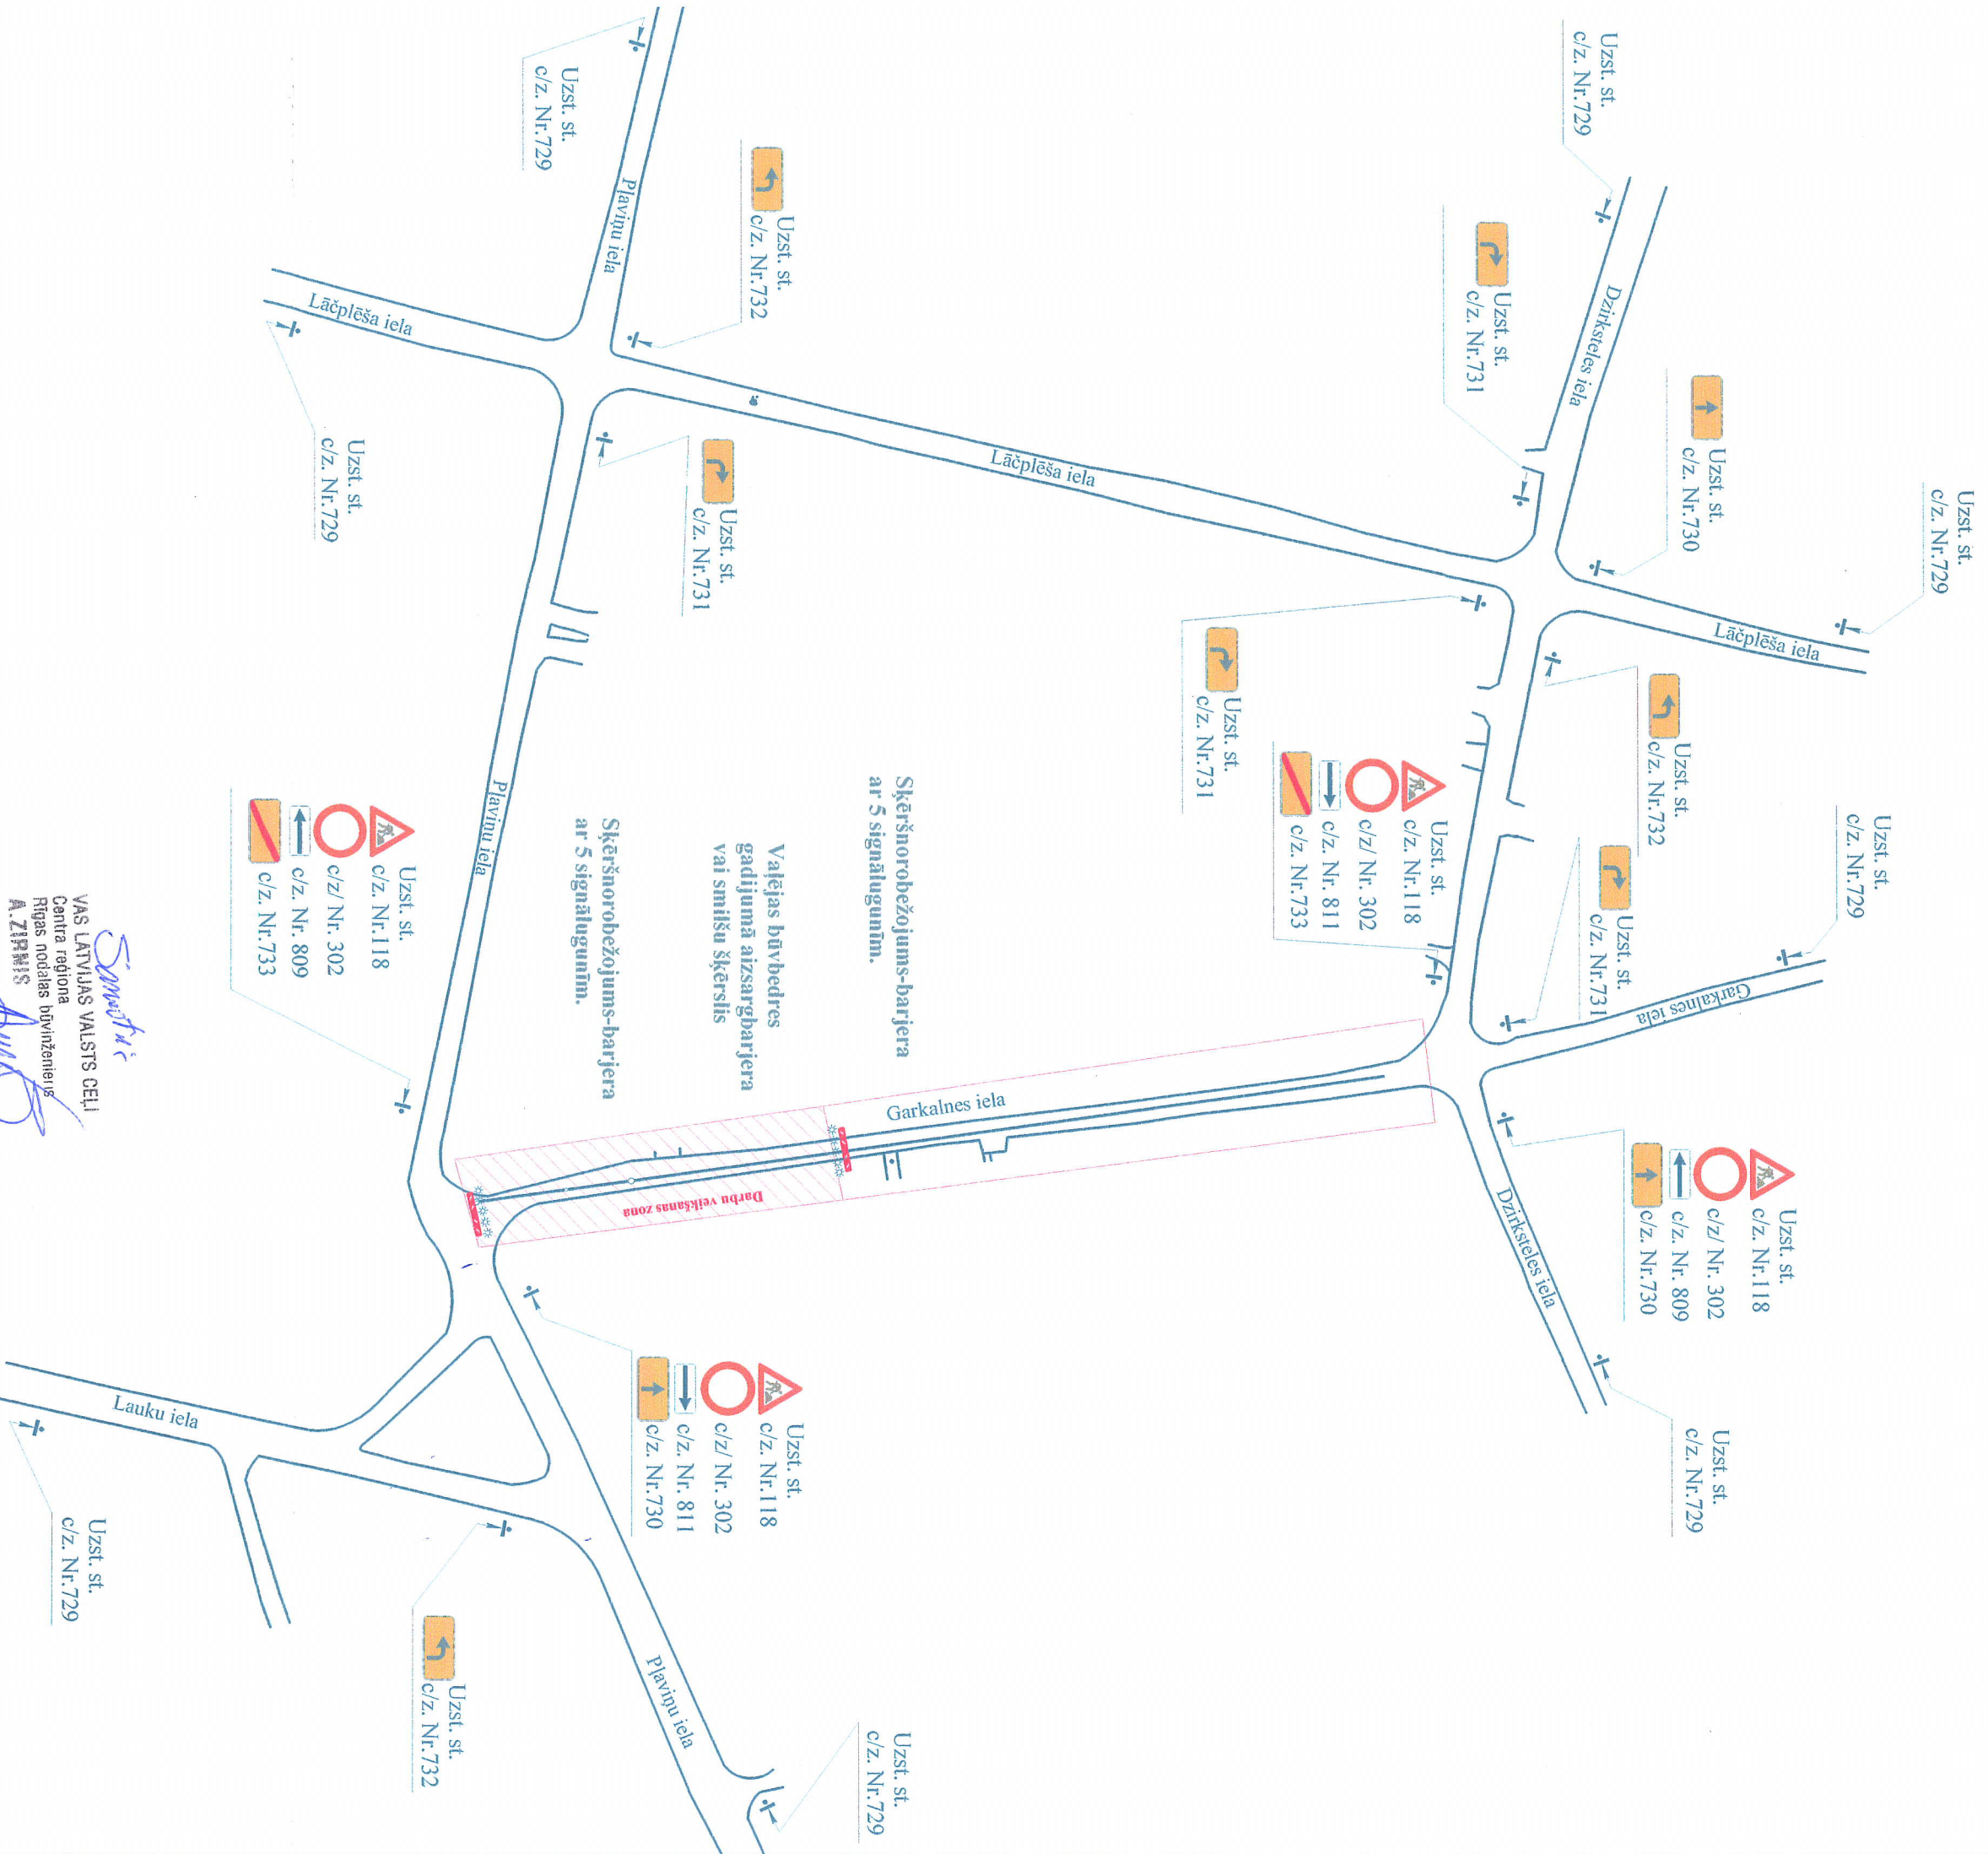 Uzst. st.
c/z. Nr.729
Dzirksteles iela
Uzst. st.
c/z. Nr.731
Uzst. st.
c/z. Nr.730
Uzst. st.
c/z. Nr.729
Lāčplēša iela
Uzst. st.
c/z. Nr.732
Uzst. st.
c/z. Nr.731
Uzst. st.
c/z. Nr.729
Garkalnes iela
Uzst. st.
c/z. Nr.118
c/z/ Nr. 302
c/z. Nr. 809
c/z. Nr.730
Dzirksteles iela
Uzst. st.
c/z. Nr.729
Uzst. st.
c/z. Nr.731
Uzst. st.
c/z. Nr.118
c/z/ Nr. 302
c/z. Nr. 811
c/z. Nr.733
Lāčplēša iela
Šķēršnorobežojums-barjera
ar 5 signālugunīm.
Garkalnes iela
Uzst. st.
c/z. Nr.729
Pļaviņu iela
Uzst. st.
c/z. Nr.732
Uzst. st.
c/z. Nr.731
Vaļējas būvbedres
gadījumā aizsargbarjera
vai smilšu šķērslis
Šķēršnorobežojums-barjera
ar 5 signālugunīm.
Darbu veikšanas zona
Uzst. st.
c/z. Nr.118
c/z/ Nr. 302
c/z. Nr. 811
c/z. Nr.730
Uzst. st.
c/z. Nr.729
Pļaviņu iela
Lāčplēša iela
Uzst. st.
c/z. Nr.729
Pļaviņu iela
Uzst. st.
c/z. Nr.118
c/z/ Nr. 302
c/z. Nr. 809
c/z. Nr.733
Uzst. st.
c/z. Nr.732
Lauku iela
Uzst. st.
c/z. Nr.729
VAS LATVIJAS VALSTS CEĻI
Centra reģiona
Rīgas nodaļas būvinženieris
A.ZIRNIS